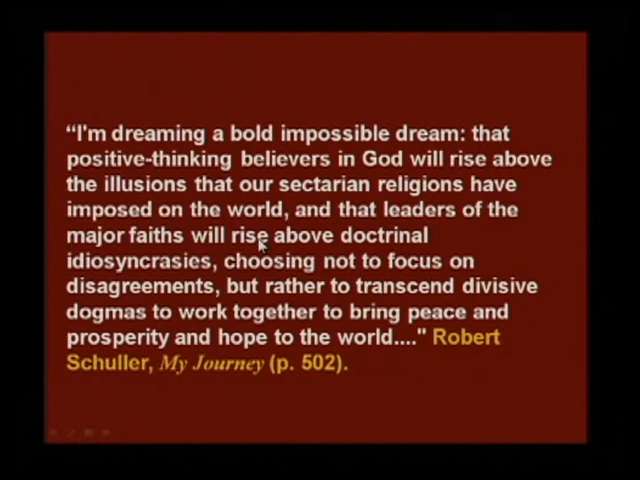 “I'm dreaming a bold impossible dream: that
positive-thinking believers in God will rise above
the illusions that our sectarian religions have
imposed on the world, and that leaders of the
major faiths will rise above doctrinal
idiosyncrasies, choosing not to focus on
disagreements, but rather to transcend divisive
dogmas to work together to bring peace and
prosperity and hope to the world...." Robert
Schuller, My Journey (p. 502).